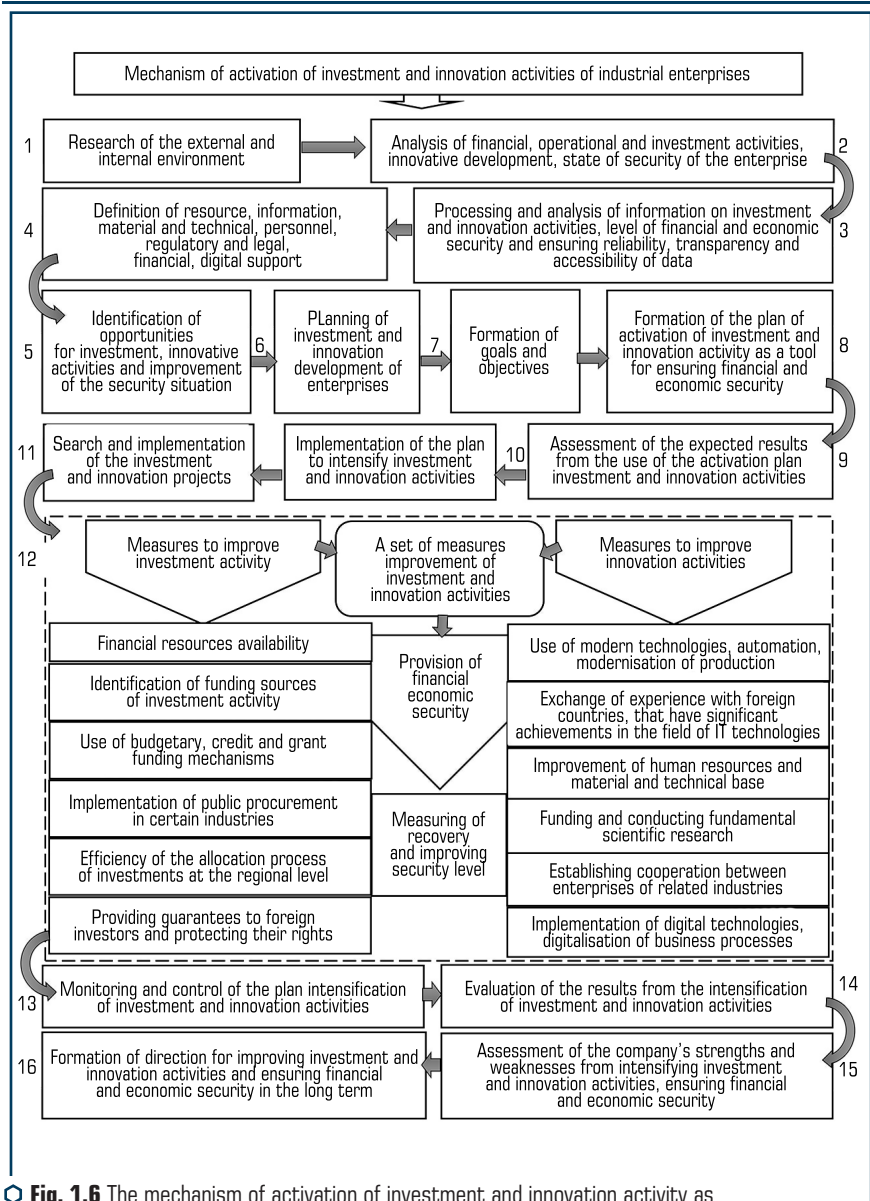 Mechanism of activation of investment and innovation activities of industrial enterprises
1
Research of the external and
internal environment
Analysis of financial, operational and investment activities,
innovative development, state of security of the enterprise
2
4
Definition of resource, information,
material and technical, personnel,
regulatory and legal,
financial, digital support
Processing and analysis of information on investment
and innovation activities, level of financial and economic
security and ensuring reliability, transparency and
accessibility of data
3
5
Identification of
opportunities
for investment, innovative
activities and improvement
of the security situation
6
PLanning of
investment and
innovation
development of
enterprises
7
Formation of
goals and
objectives
Formation of the plan of
activation of investment and
innovation activity as a tool
for ensuring financial and
economic security
8
11
Search and implementation
of the investment
and innovation projects
Implementation of the plan
to intensify investment
and innovation activities
10
Assessment of the expected results
from the use of the activation plan
investment and innovation activities
9
12
Measures to improve
investment activity
A set of measures
improvement of
investment and
innovation activities
Measures to improve
innovation activities
Financial resources availability
Identification of funding sources
of investment activity
Use of budgetary, credit and grant
funding mechanisms
Implementation of public procurement
in certain industries
Efficiency of the allocation process
of investments at the regional level
Providing guarantees to foreign
investors and protecting their rights
Provision of
financial
economic
security
Measuring of
recovery
and improving
security level
Use of modern technologies, automation,
modernisation of production
Exchange of experience with foreign
countries, that have significant
achievements in the field of IT technologies
Improvement of human resources and
material and technical base
Funding and conducting fundamental
scientific research
Establishing cooperation between
enterprises of related industries
Implementation of digital technologies,
digitalisation of business processes
13
Monitoring and control of the plan intensification
of investment and innovation activities
Evaluation of the results from the intensification
of investment and innovation activities
14
16
Formation of direction for improving investment and
innovation activities and ensuring financial
and economic security in the long term
Assessment of the company's strengths and
weaknesses from intensifying investment
and innovation activities, ensuring financial
and economic security
15
Fig. 1.6 The mechanism of activation of investment and innovation activity as